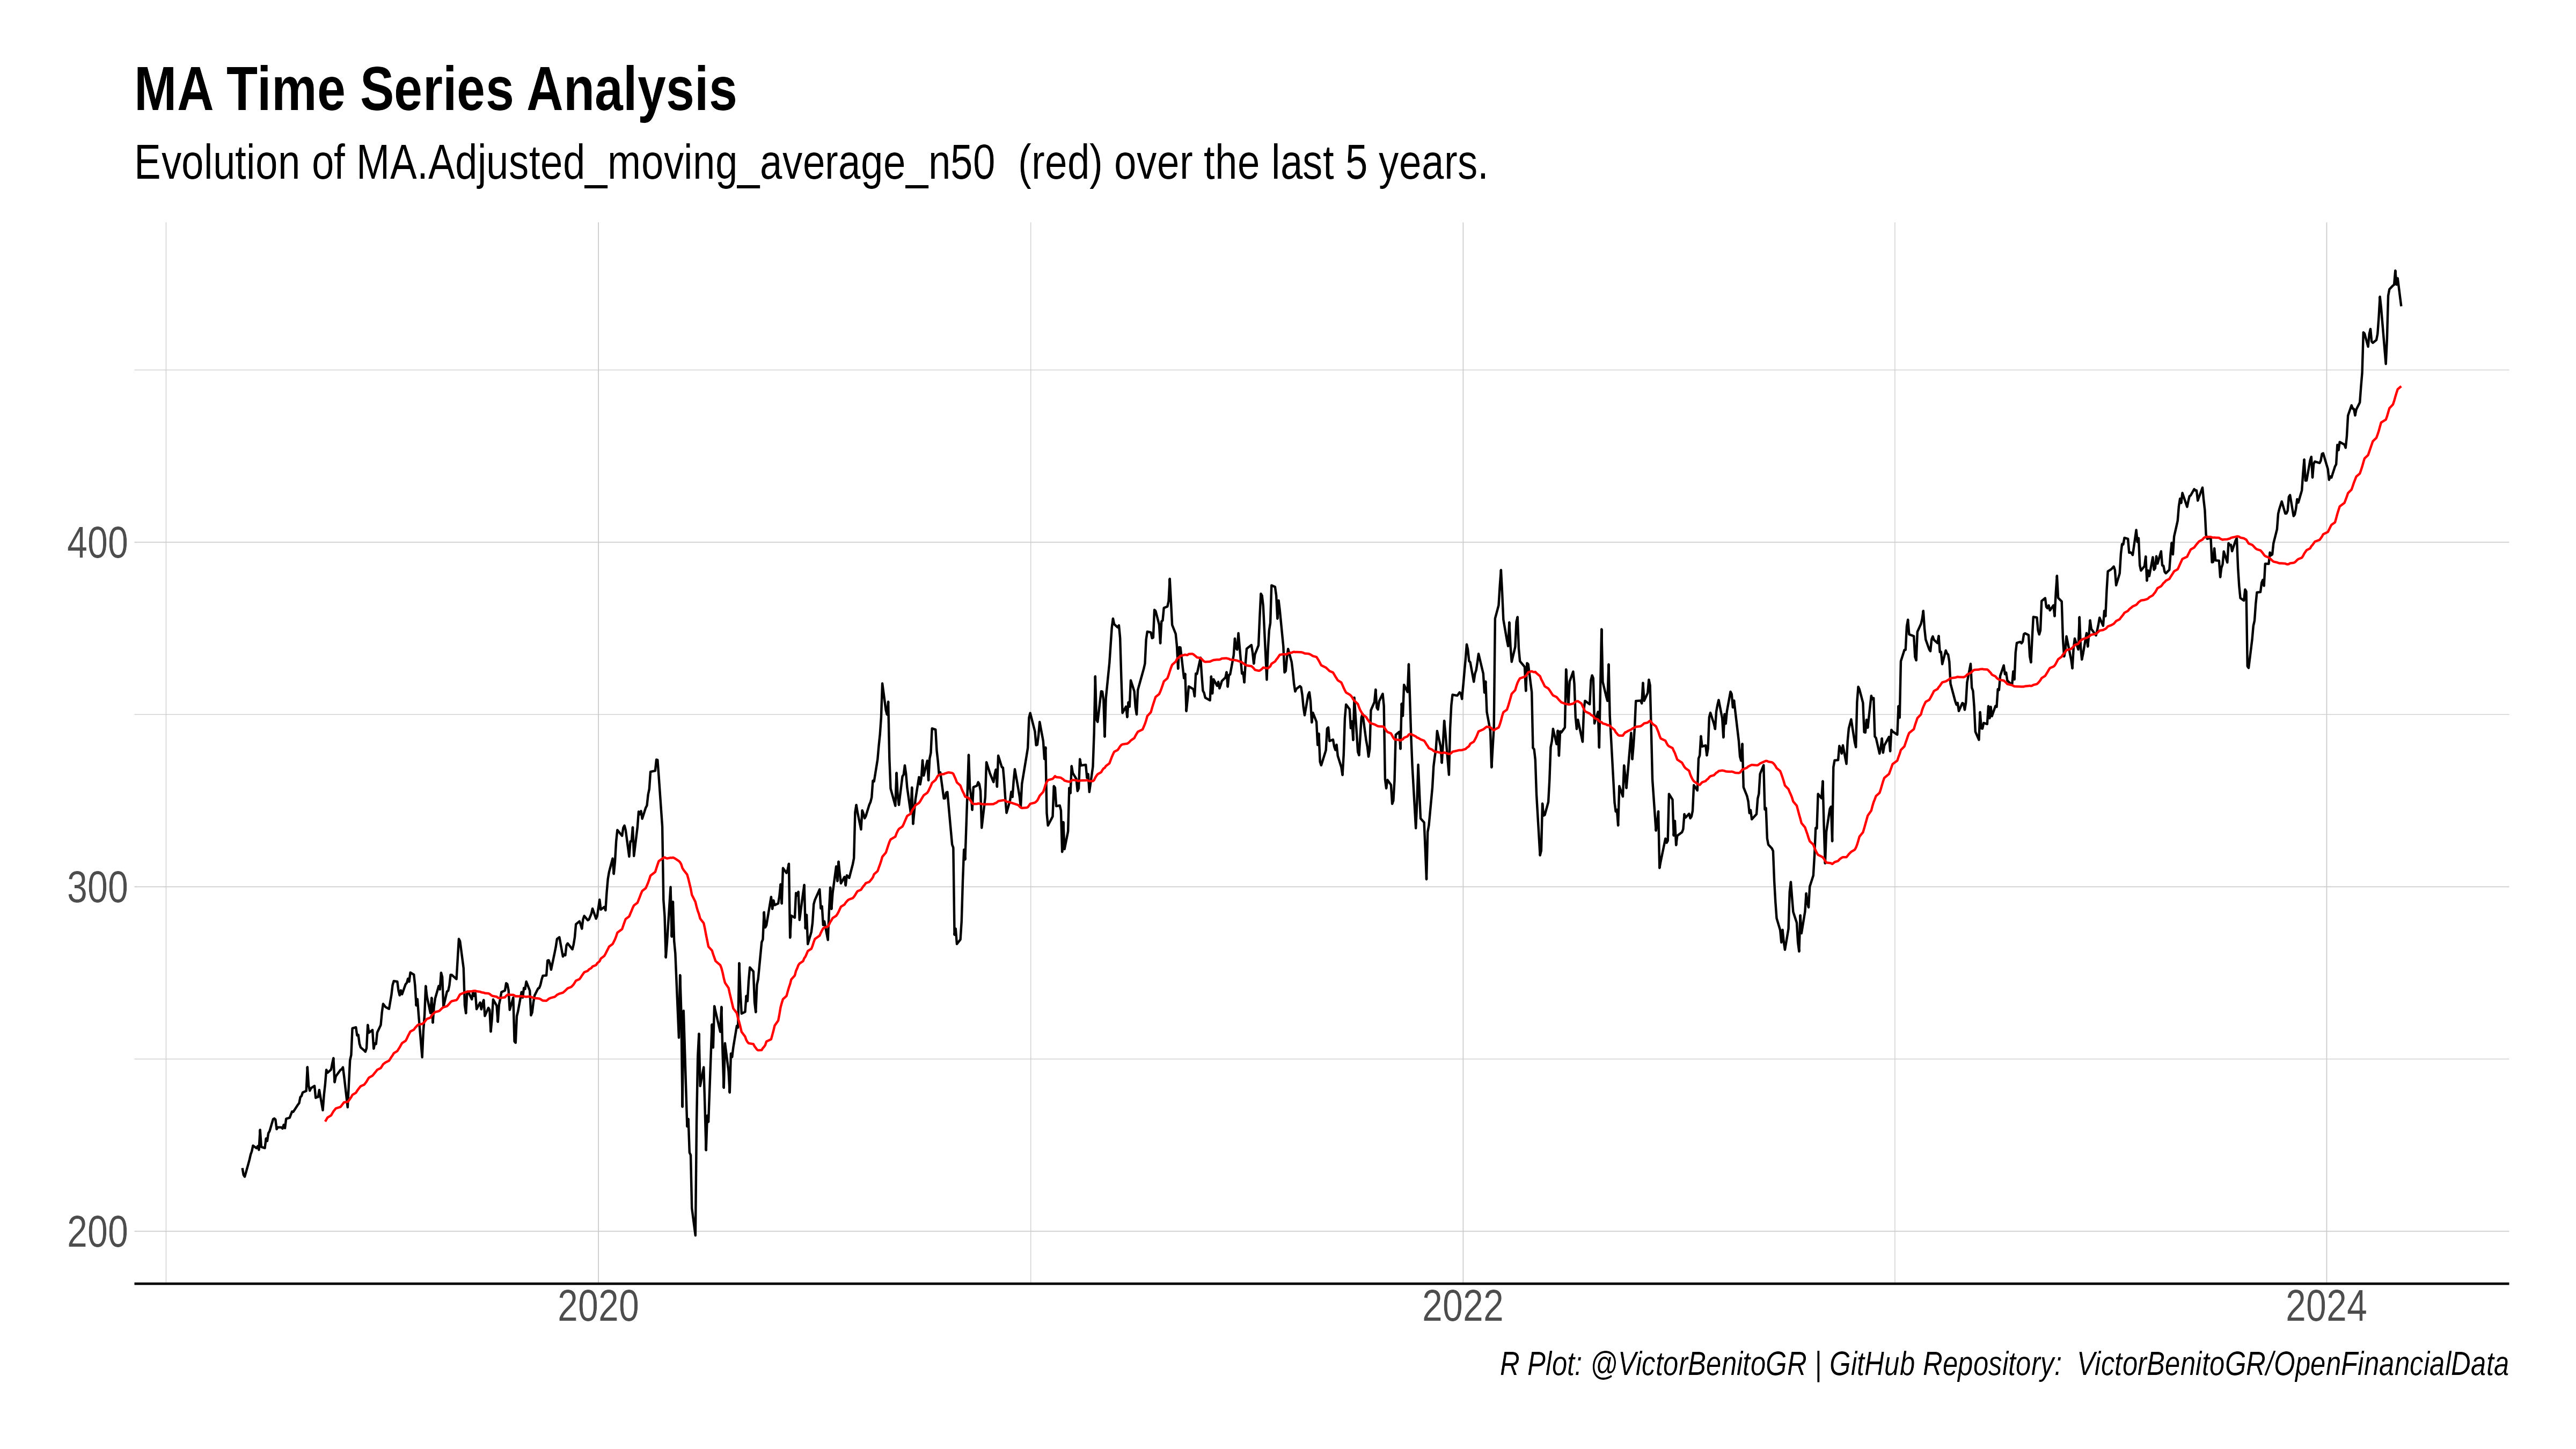 MA Time Series Analysis
Evolution of MA.Adjusted_moving_average_n50  (red) over the last 5 years.
400
300
200
2020 2022 2024
R Plot: @VictorBenitoGR | GitHub Repository:  VictorBenitoGR/OpenFinancialData